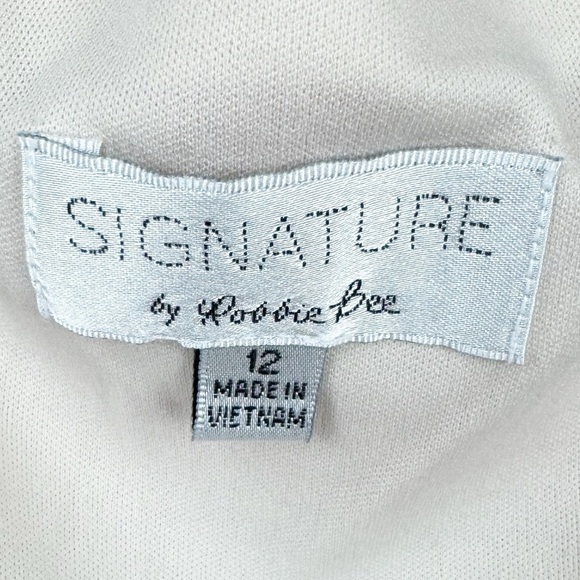 SIGNATURE
by Robbie Bee
12
MADE IN
VIETNAM